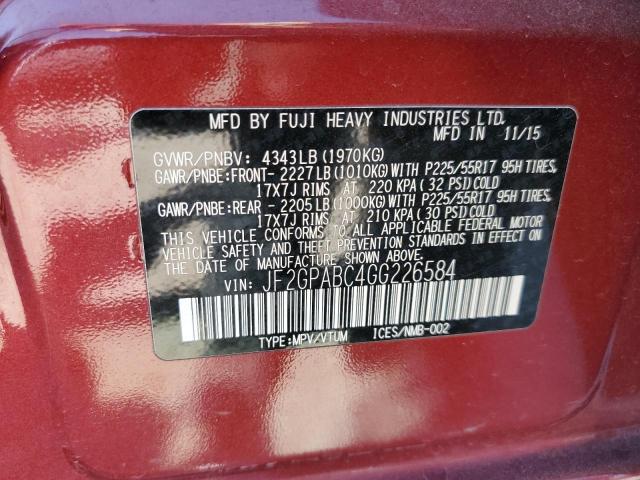 MFD BY FUJI HEAVY INDUSTRIES LTD.
MFD IN 11/15
GVWR/PNBV: 4343LB(1970KG)
GAWR/PNBE:FRONT- 2227LB(1010KG)WITH P225/55R17 95H TIRES,
17X7J RIMS AT 220 KPA(32 PSI)COLD
GAWR/PNBE:REAR - 2205LB(1000KG)WITH P225/55R17 95H TIRES,
17X7J RIMS AT 210 KPA(30 PSI)COLD
THIS VEHICLE CONFORMS TO ALL APPLICABLE FEDERAL MOTOR
VEHICLE SAFETY AND BUMPER STANDARDS IN EFFECT ON
THE DATE OF MANUFACTURE SHOWN ABOVE.
VIN: JF2GPABC4GG226584
TYPE:MPV/VTUM ICES/NMB-002